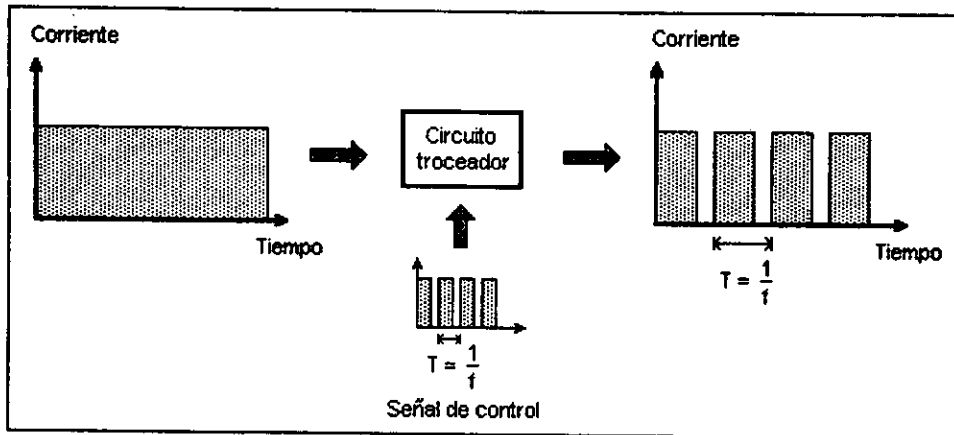 Corriente
Tiempo
Circuito
troceador
T = 1/f
Señal de control
Corriente
Tiempo
T = 1/f